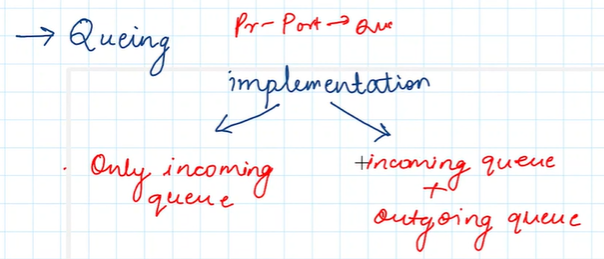 → Queing
Pr-Port→Que
implementation
Only incoming
queue
+incoming queue
+
outgoing queue